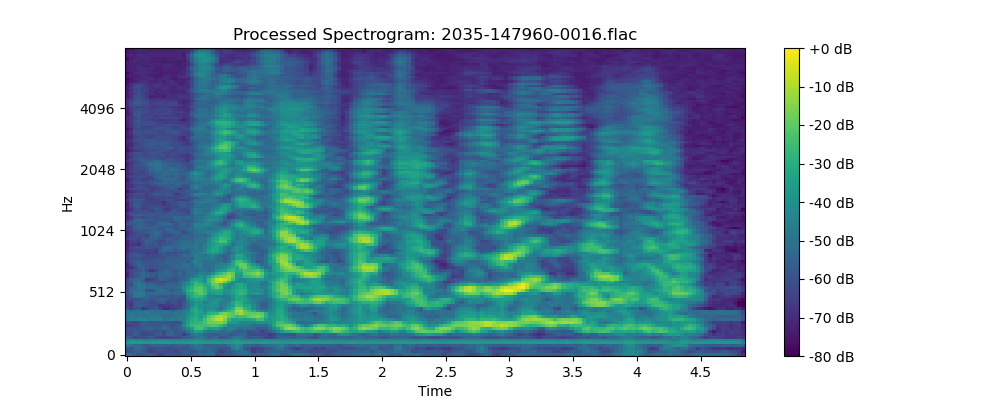 Processed Spectrogram: 2035-147960-0016.flac
Hz
4096
2048
1024
512
0
0 0.5 1 1.5 2 2.5 3 3.5 4 4.5
Time
+0 dB
-10 dB
-20 dB
-30 dB
-40 dB
-50 dB
-60 dB
-70 dB
-80 dB